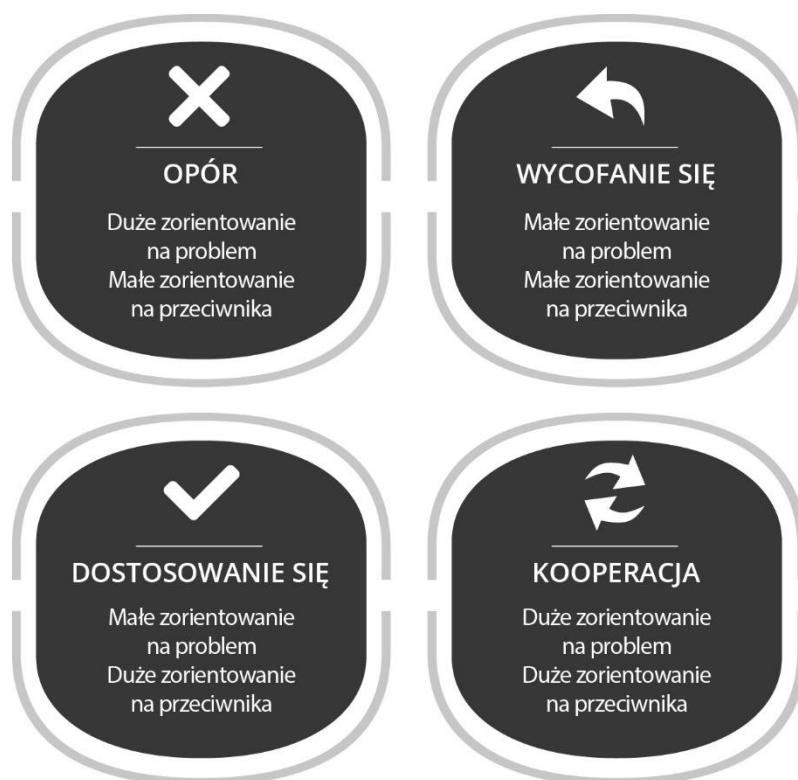 OPÓR
Duże zorientowanie
na problem
Małe zorientowanie
na przeciwnika
WYCOFANIE SIĘ
Małe zorientowanie
na problem
Małe zorientowanie
na przeciwnika
DOSTOSOWANIE SIĘ
Małe zorientowanie
na problem
Duże zorientowanie
na przeciwnika
KOOPERACJA
Duże zorientowanie
na problem
Duże zorientowanie
na przeciwnika